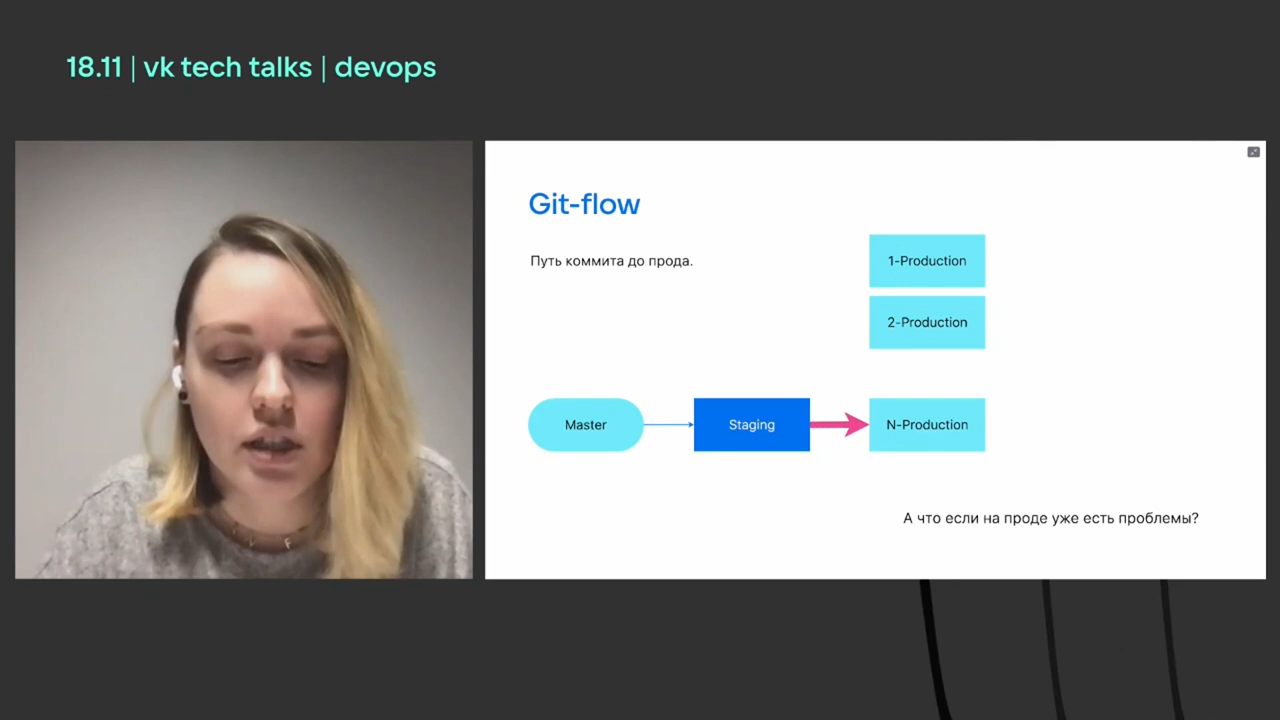 18.11 | vk tech talks | devops
Git-flow
Путь коммита до прода.
1-Production
2-Production
Master
Staging
N-Production
А что если на проде уже есть проблемы?